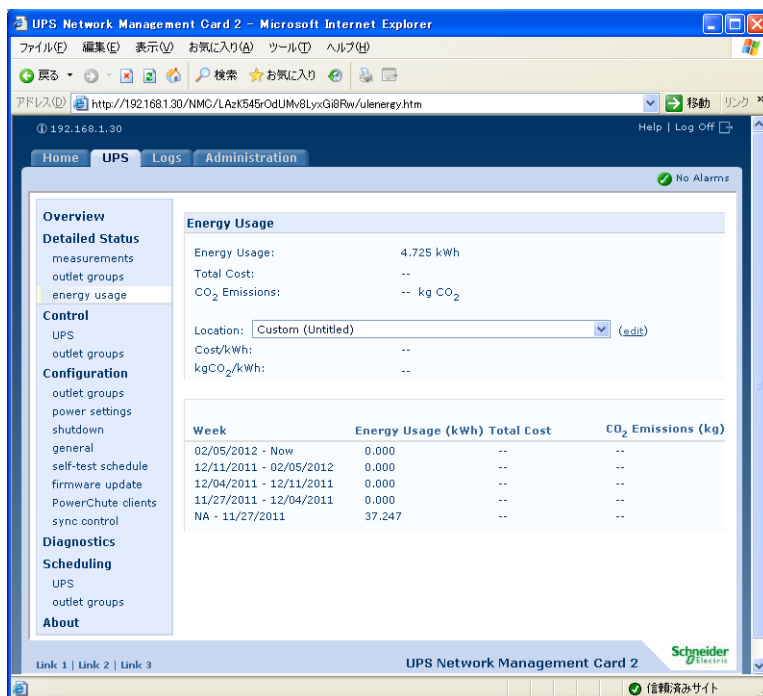 UPS Network Management Card 2 - Microsoft Internet Explorer
ファイル(F) 編集(E) 表示(V) お気に入り(A) ツール(T) ヘルプ(H)
戻る 検索 お気に入り
アドレス(D) http://192.168.1.30/NMC/LAzK545rOdUMv8LyxGi8Rw/ulenergy.htm 移動 リンク »
192.168.1.30 Help | Log Off
Home UPS Logs Administration
No Alarms
Overview
Detailed Status
measurements
outlet groups
energy usage
Control
UPS
outlet groups
Configuration
outlet groups
power settings
shutdown
general
self-test schedule
firmware update
PowerChute clients
sync control
Diagnostics
Scheduling
UPS
outlet groups
About
Energy Usage
Energy Usage: 4.725 kWh
Total Cost: --
CO2 Emissions: -- kg CO2
Location: Custom (Untitled) (edit)
Cost/kWh: --
kgCO2/kWh: --
Week Energy Usage (kWh) Total Cost CO2 Emissions (kg)
02/05/2012 - Now 0.000 -- --
12/11/2011 - 02/05/2012 0.000 -- --
12/04/2011 - 12/11/2011 0.000 -- --
11/27/2011 - 12/04/2011 0.000 -- --
NA - 11/27/2011 37.247 -- --
Link 1 | Link 2 | Link 3 UPS Network Management Card 2 Schneider Electric
信頼済みサイト